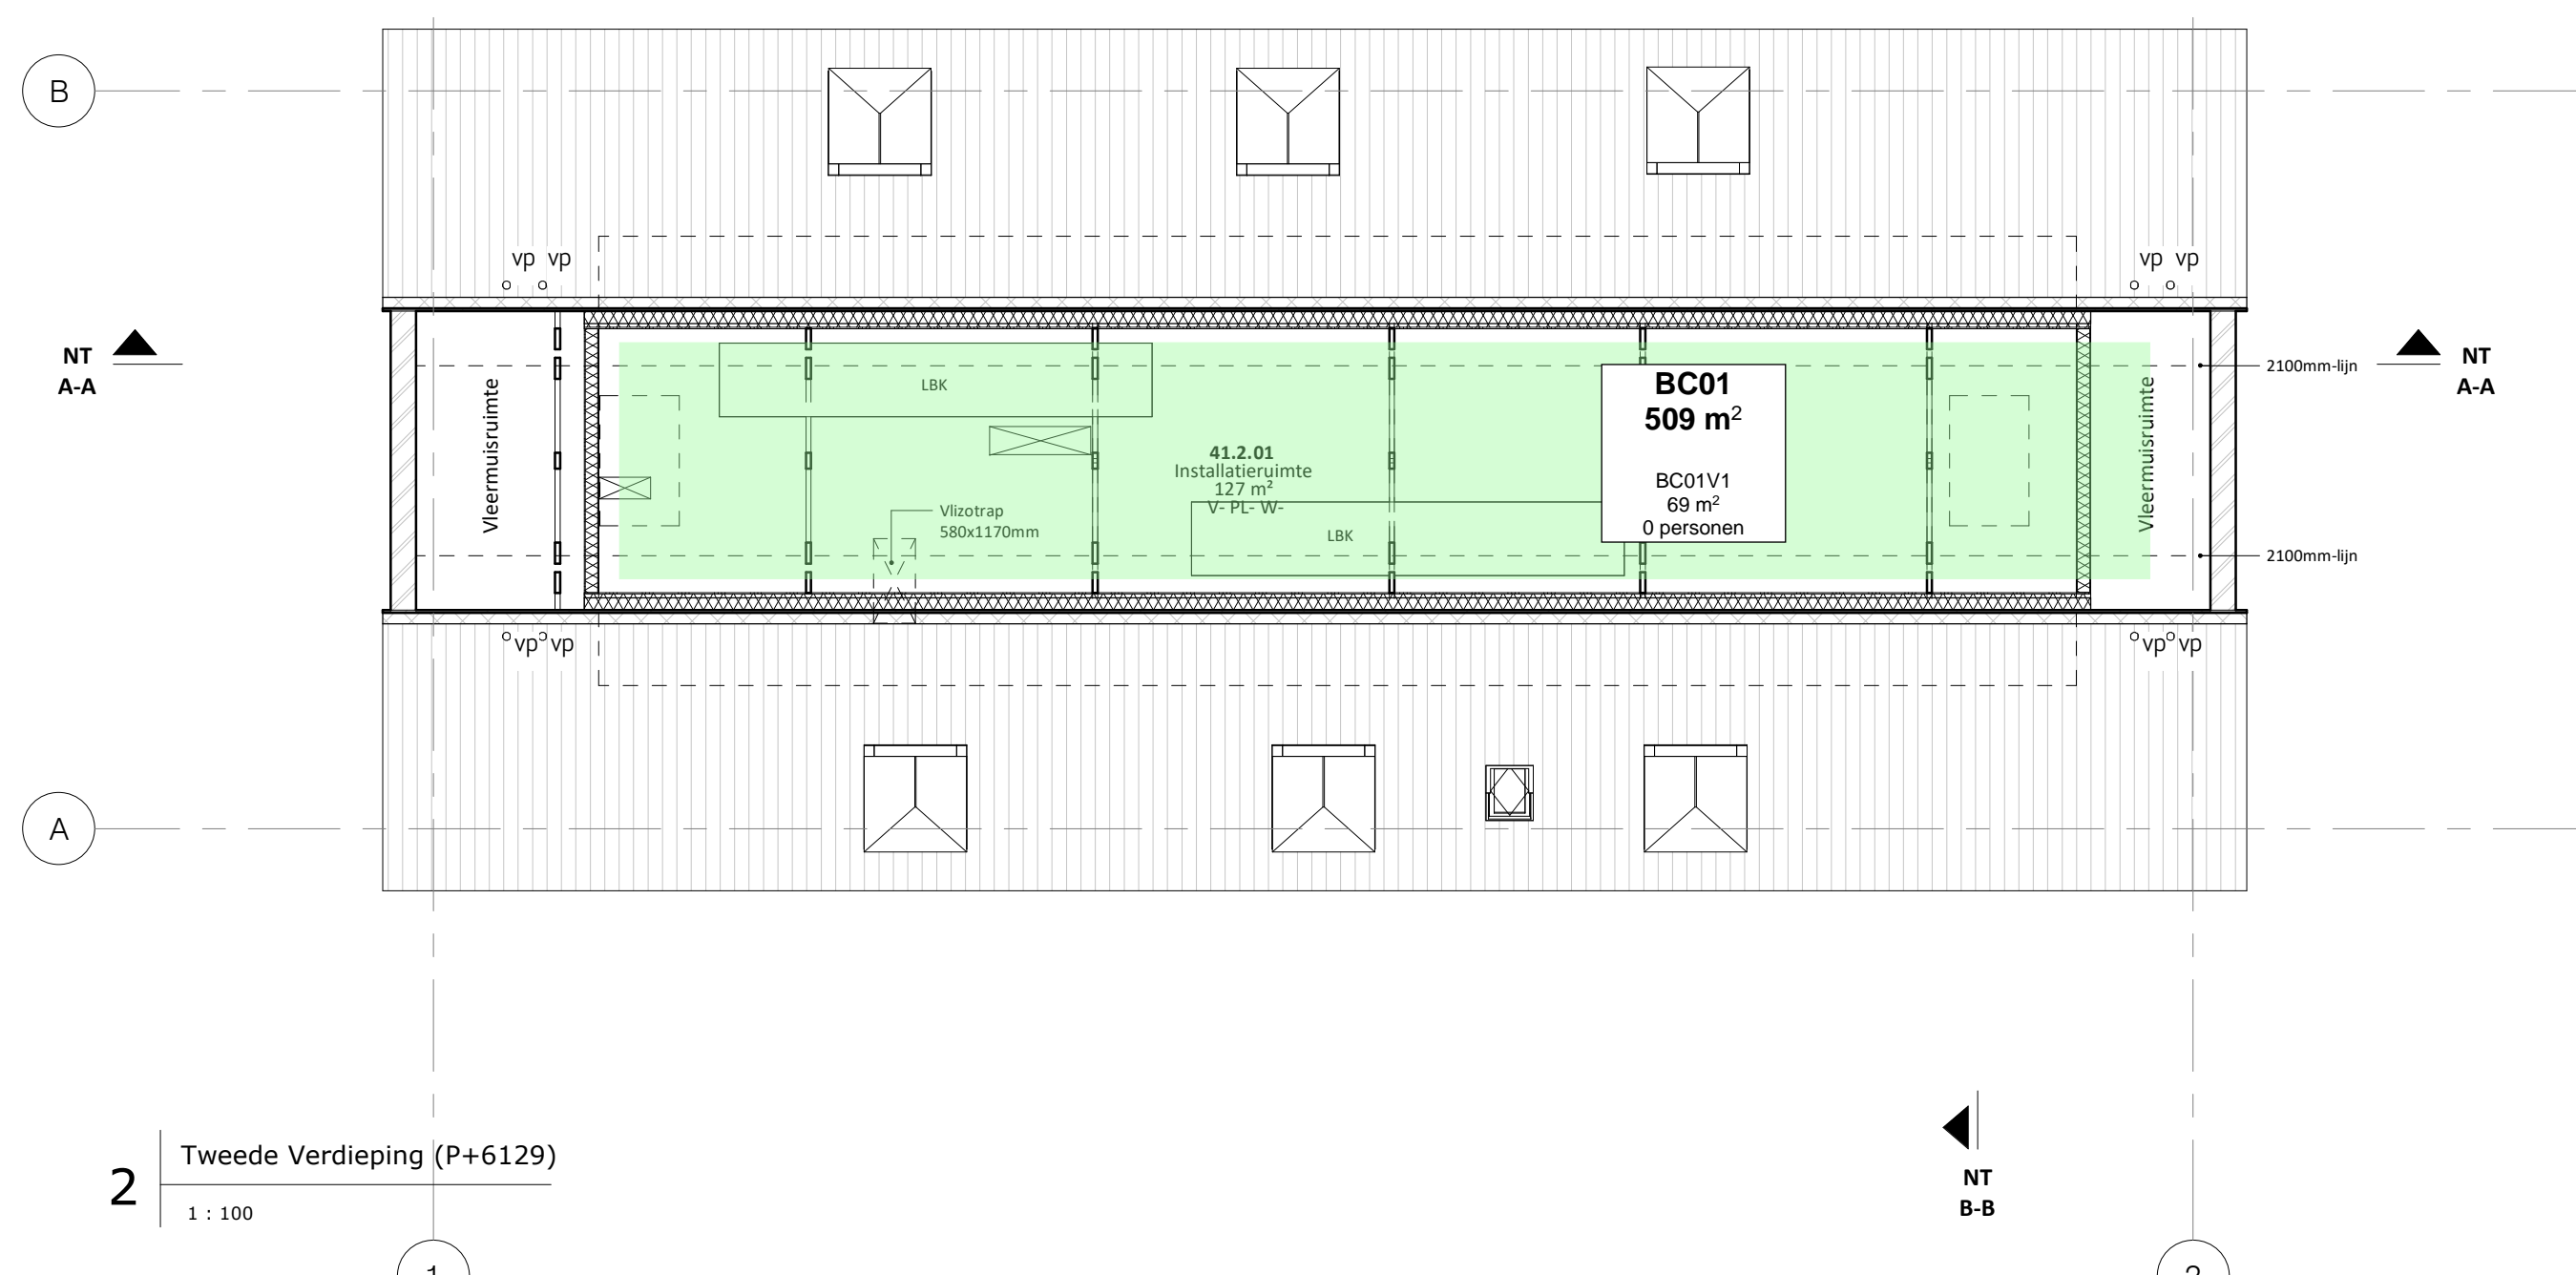 B
vp vp
vp vp
NT
A-A
NT
A-A
2100mm-lijn
LBK
BC01
509 m²
Vleermuisruimte
Vleermuisruimte
41.2.01
Installatieruimte
127 m²
V- PL- W-
BC01V1
69 m²
0 personen
Vlizotrap
580x1170mm
LBK
2100mm-lijn
vp vp
vp vp
A
2
Tweede Verdieping (P+6129)
1 : 100
NT
B-B
1
2